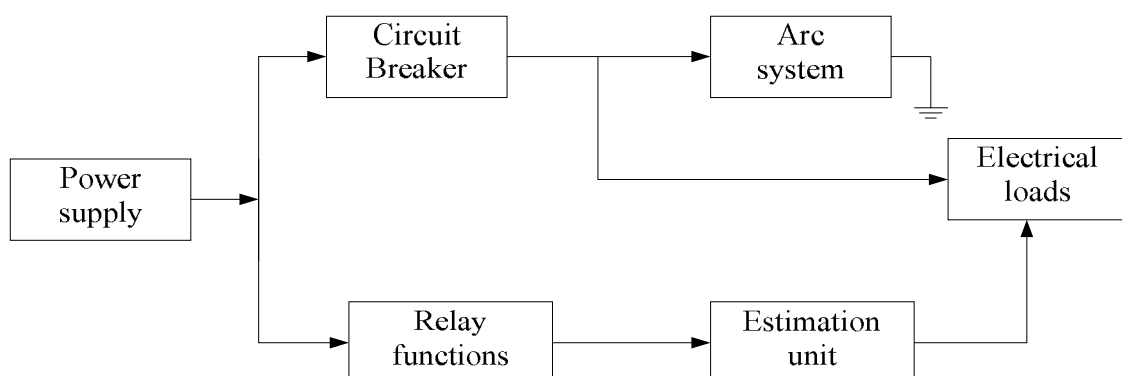 Circuit
Breaker
Arc
system
Power
supply
Electrical
loads
Relay
functions
Estimation
unit